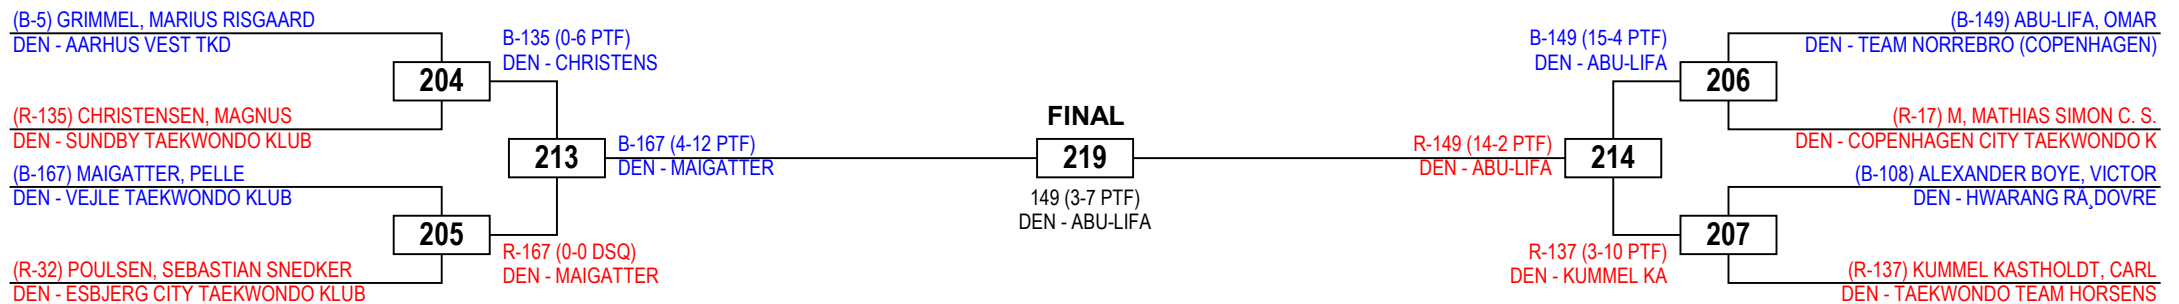 (B-5) GRIMMEL, MARIUS RISGAARD
DEN - AARHUS VEST TKD
204
(R-135) CHRISTENSEN, MAGNUS
DEN - SUNDBY TAEKWONDO KLUB
(B-167) MAIGATTER, PELLE
DEN - VEJLE TAEKWONDO KLUB
205
(R-32) POULSEN, SEBASTIAN SNEDKER
DEN - ESBJERG CITY TAEKWONDO KLUB
B-135 (0-6 PTF)
DEN - CHRISTENS
213
R-167 (0-0 DSQ)
DEN - MAIGATTER
B-167 (4-12 PTF)
DEN - MAIGATTER
FINAL
219
149 (3-7 PTF)
DEN - ABU-LIFA
R-149 (14-2 PTF)
DEN - ABU-LIFA
214
B-149 (15-4 PTF)
DEN - ABU-LIFA
R-137 (3-10 PTF)
DEN - KUMMEL KA
(B-149) ABU-LIFA, OMAR
DEN - TEAM NORREBRO (COPENHAGEN)
206
(R-17) M, MATHIAS SIMON C. S.
DEN - COPENHAGEN CITY TAEKWONDO K
(B-108) ALEXANDER BOYE, VICTOR
DEN - HWARANG RÃ¸DOVRE
207
(R-137) KUMMEL KASTHOLDT, CARL
DEN - TAEKWONDO TEAM HORSENS